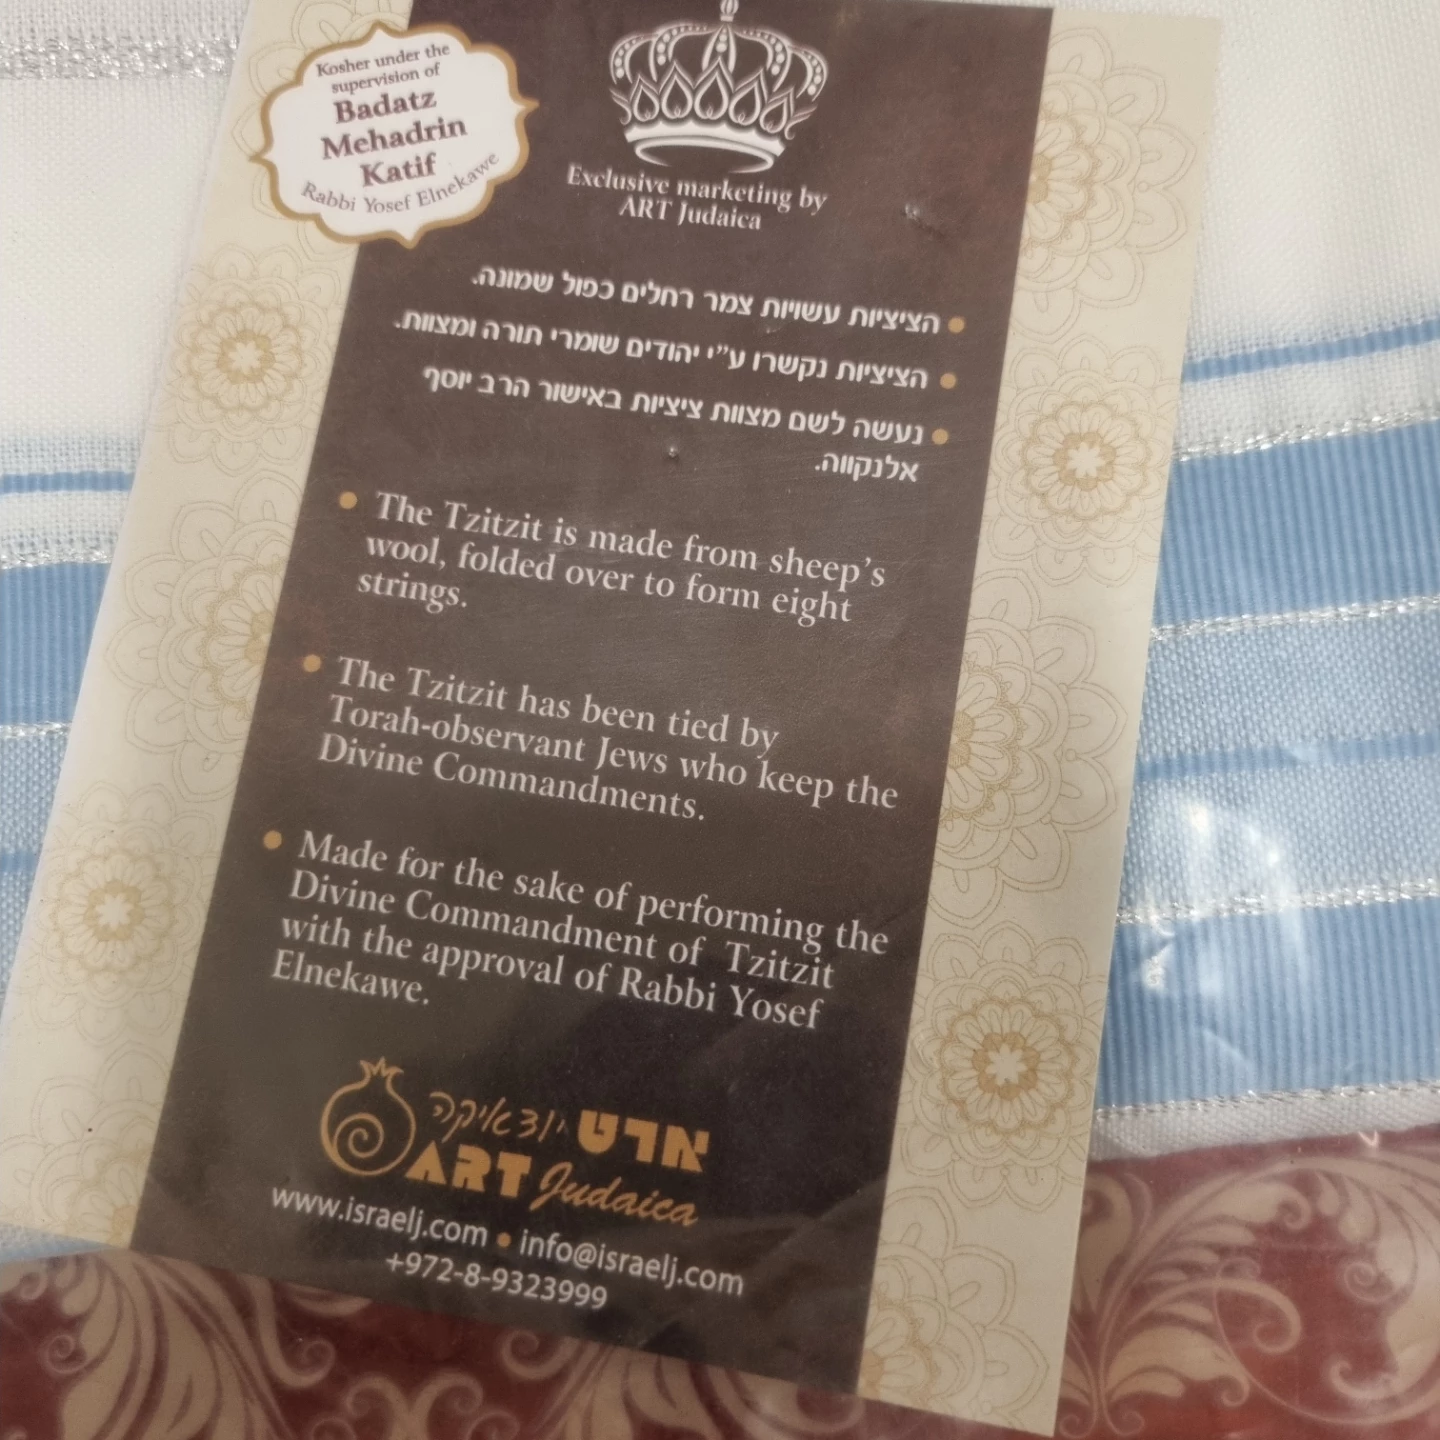 Kosher under the
supervision of
Badatz
Mehadrin
Katif
Rabbi Yosef Elnekawe
Exclusive marketing by
ART Judaica
• הציציות עשויות צמר רחלים כפול שמונה.
• הציציות נקשרו ע״י יהודים שומרי תורה ומצוות.
• נעשה לשם מצוות ציציות באישור הרב יוסף
אלנקווה.
• The Tzitzit is made from sheep's
wool, folded over to form eight
strings.
• The Tzitzit has been tied by
Torah-observant Jews who keep the
Divine Commandments.
• Made for the sake of performing the
Divine Commandment of Tzitzit
with the approval of Rabbi Yosef
Elnekawe.
ארט יודאיקה
ART Judaica
www.israelj.com • info@israelj.com
+972-8-9323999